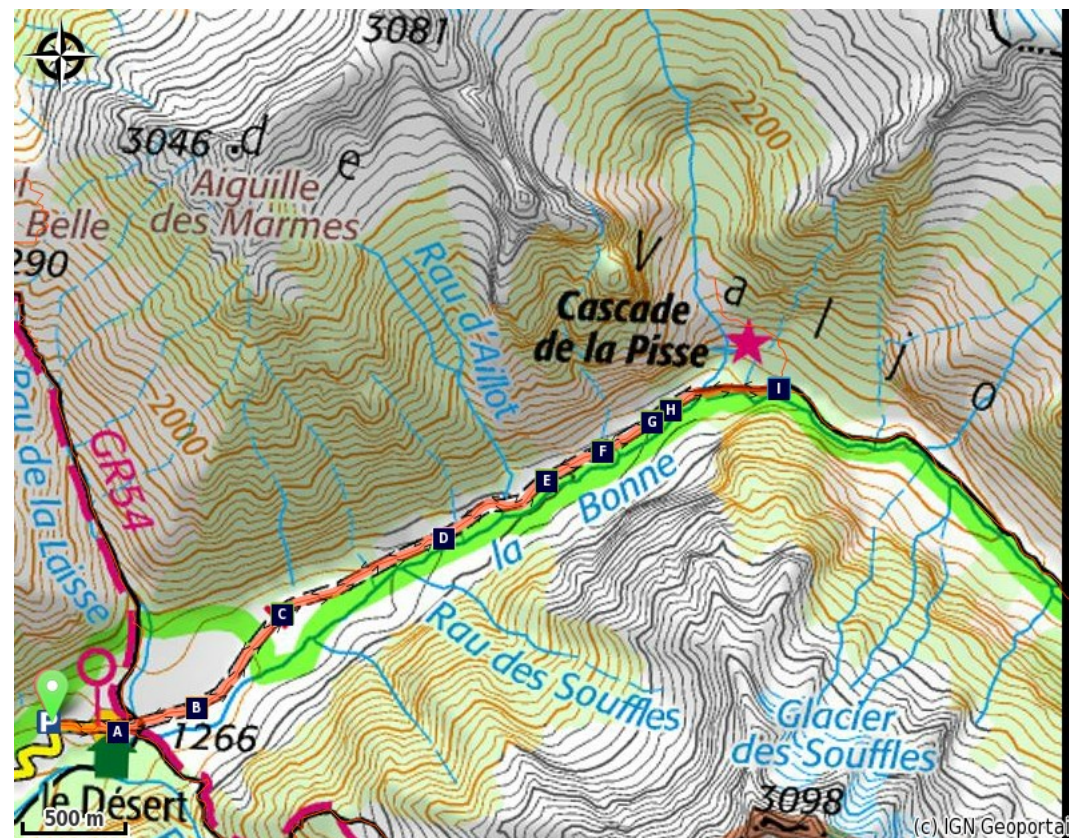 3081
2200
3046 d
e
Aiguille
des Marmes
Belle
290
V
a
l
j
o
Rau d'Aillot
Cascade
de la Pisse
2000
GR54
Rau de la Laisse
I
H
G
F
E
D
C
B
A
P
la Bonne
Rau des Souffles
1266
Glacier
des Souffles
le Désert
3098
500 m
(c) IGN Geoportai